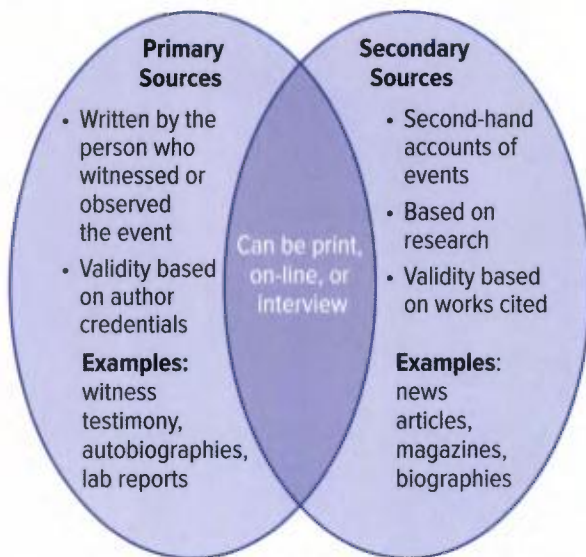 Primary
Sources
• Written by the
person who
witnessed or
observed
the event
• Validity based
on author
credentials
Examples:
witness
testimony,
autobiographies,
lab reports
Can be print,
on-line, or
interview
Secondary
Sources
• Second-hand
accounts of
events
• Based on
research
• Validity based
on works cited
Examples:
news
articles,
magazines,
biographies